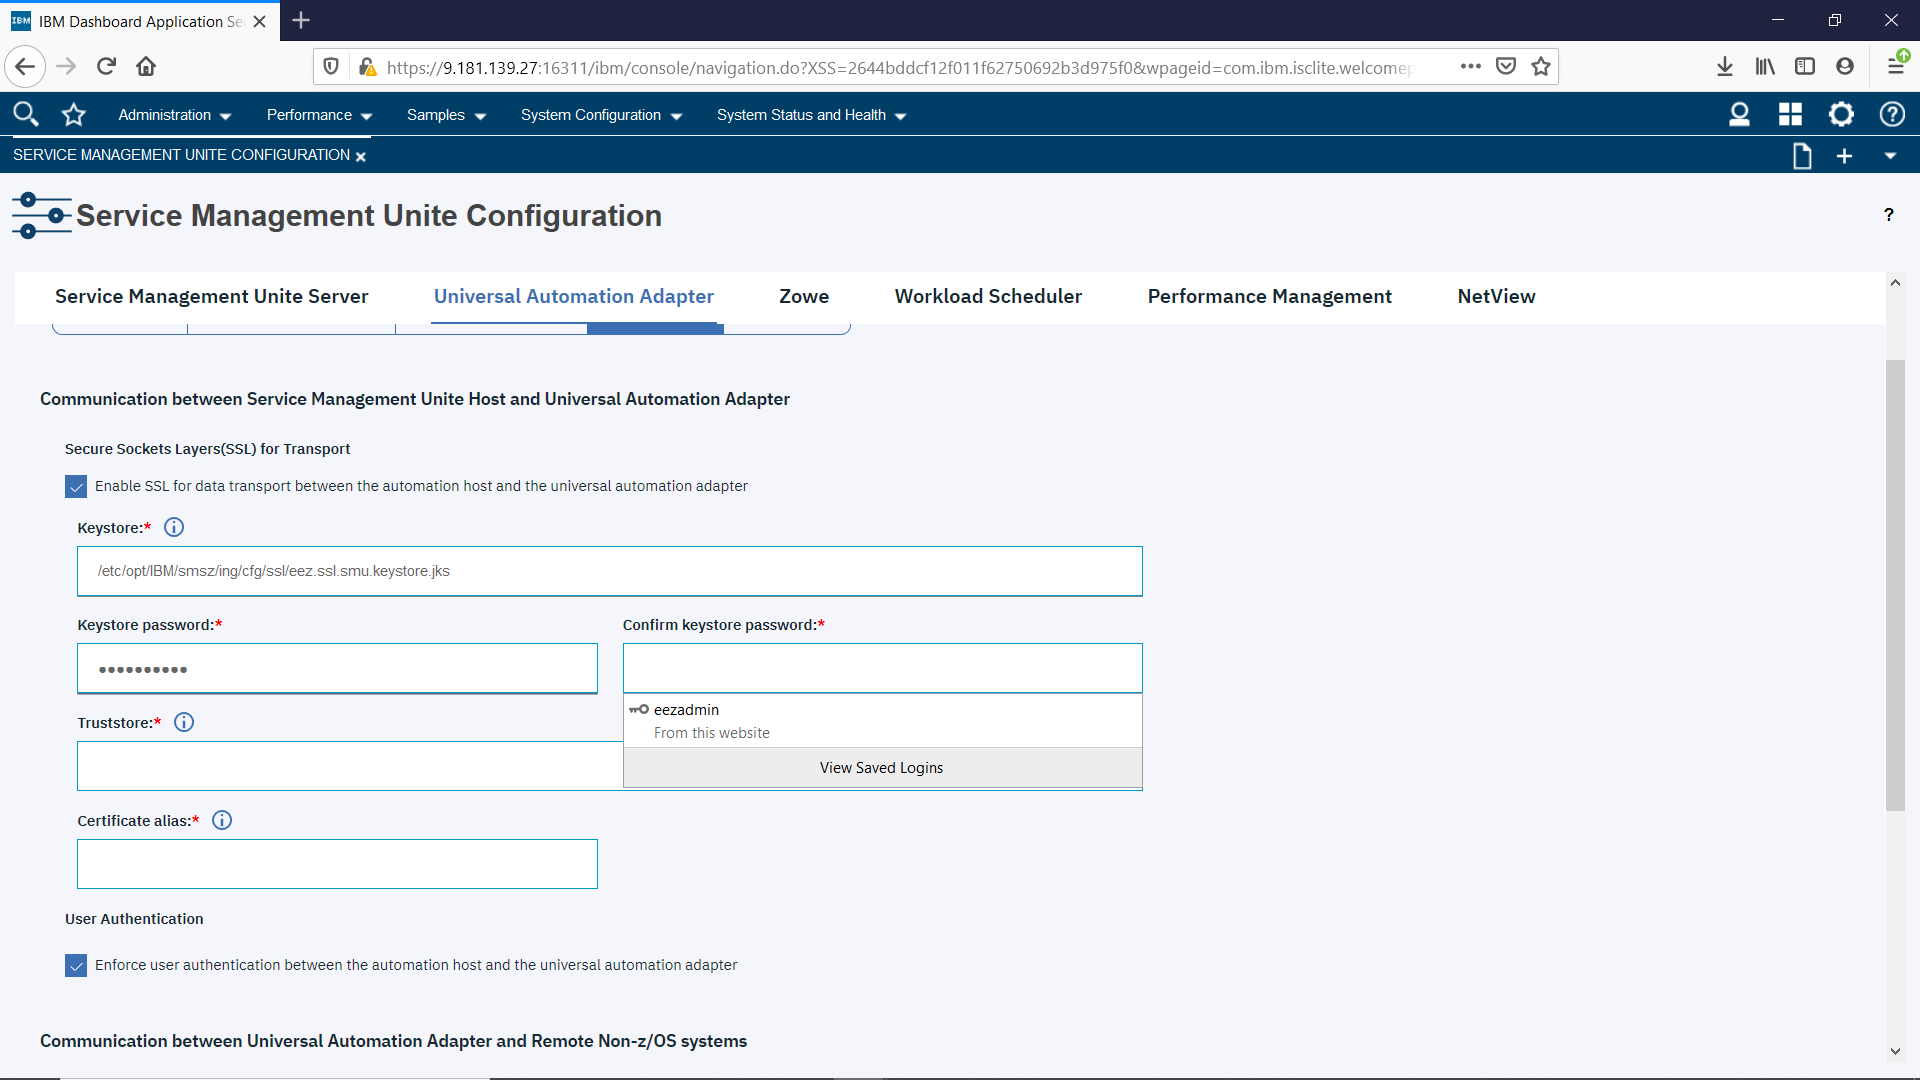 IBM
IBM Dashboard Application Se
https://9.181.139.27:16311/ibm/console/navigation.do?XSS=2644bddcf12f011f62750692b3d975f0&wpageid=com.ibm.isclite.welcomep
Administration
Performance
Samples
System Configuration
System Status and Health
SERVICE MANAGEMENT UNITE CONFIGURATION
Service Management Unite Configuration
?
Service Management Unite Server
Universal Automation Adapter
Zowe
Workload Scheduler
Performance Management
NetView
Communication between Service Management Unite Host and Universal Automation Adapter
Secure Sockets Layers(SSL) for Transport
Enable SSL for data transport between the automation host and the universal automation adapter
Keystore:*
/etc/opt/IBM/smsz/ing/cfg/ssl/eez.ssl.smu.keystore.jks
Keystore password:*
Confirm keystore password:*
••••••••••
eezadmin
From this website
View Saved Logins
Truststore:*
Certificate alias:*
User Authentication
Enforce user authentication between the automation host and the universal automation adapter
Communication between Universal Automation Adapter and Remote Non-z/OS systems